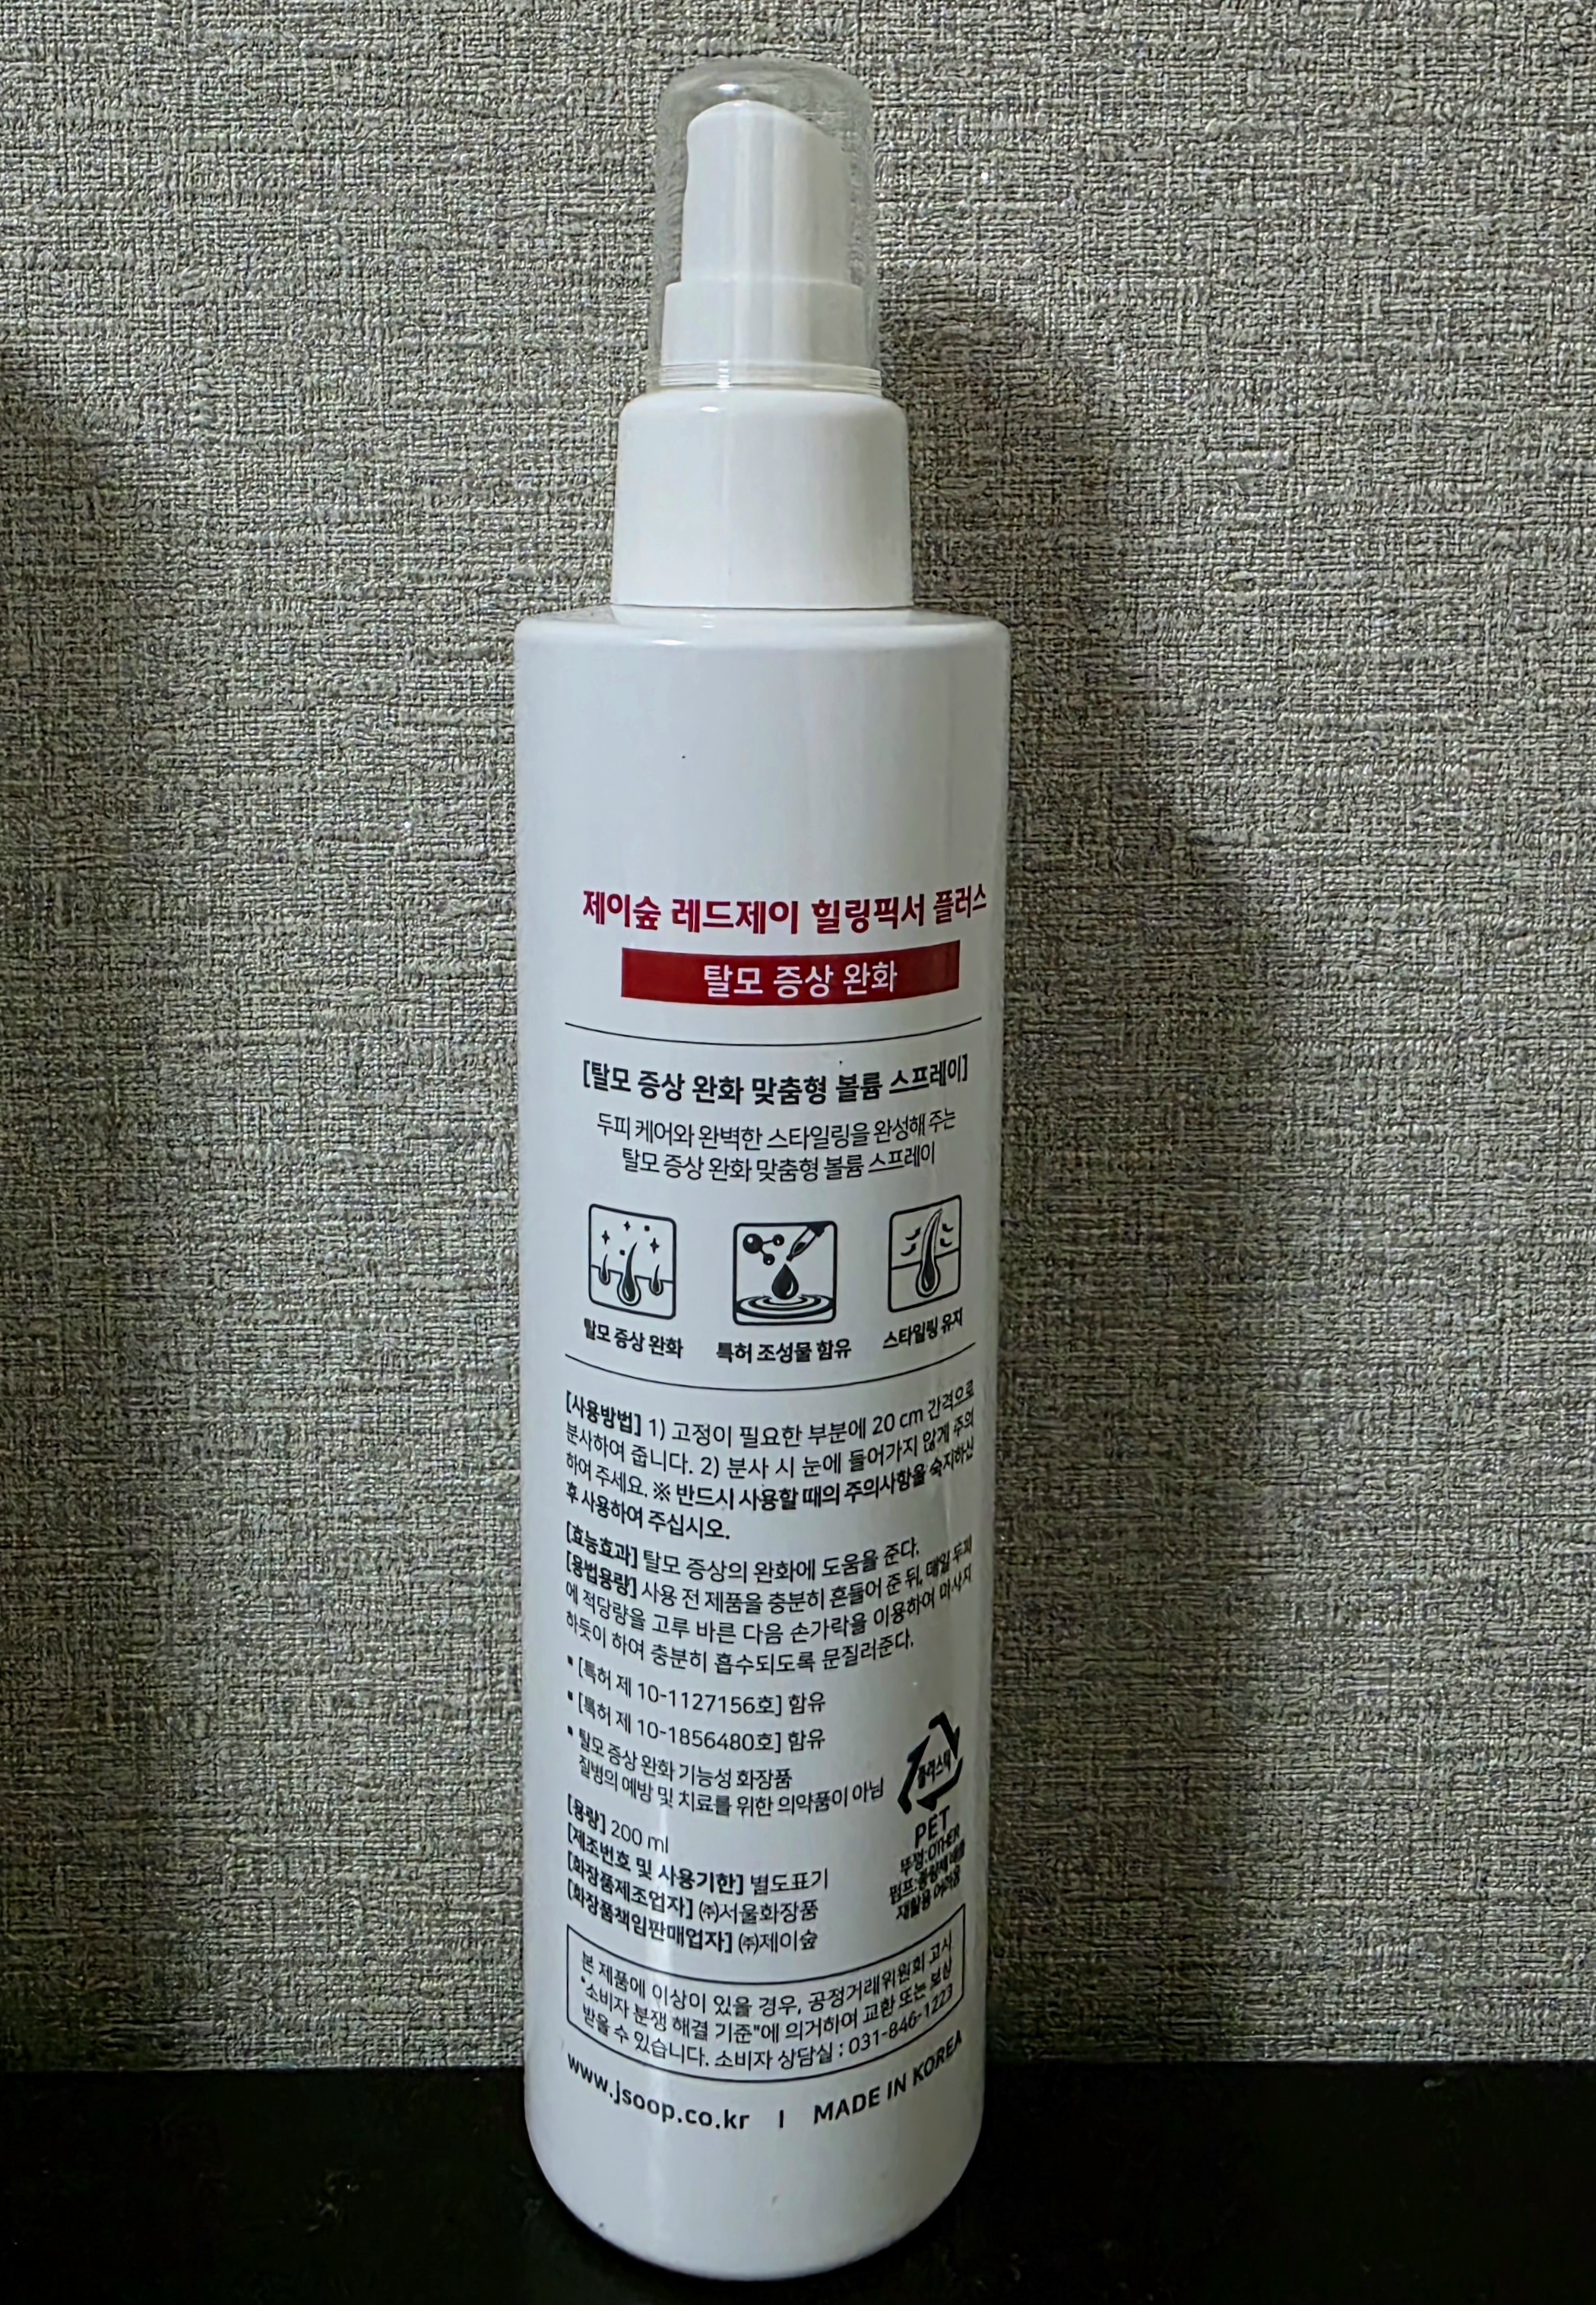 제이숲 레드제이 힐링픽서 플러스
탈모 증상 완화
[탈모 증상 완화 맞춤형 볼륨 스프레이]
두피 케어와 완벽한 스타일링을 완성해 주는
탈모 증상 완화 맞춤형 볼륨 스프레이
탈모 증상 완화
특허 조성물 함유
스타일링 유지
[사용방법] 1) 고정이 필요한 부분에 20 cm 간격으로
분사하여 줍니다. 2) 분사 시 눈에 들어가지 않게 주의
하여 주세요. ※ 반드시 사용할 때의 주의사항을 숙지하신
후 사용하여 주십시오.
[효능효과] 탈모 증상의 완화에 도움을 준다.
[용법용량] 사용 전 제품을 충분히 흔들어 준 뒤, 매일 두피
에 적당량을 고루 바른 다음 손가락을 이용하여 마사지
하듯이 하여 충분히 흡수되도록 문질러준다.
▪ [특허 제 10-1127156호] 함유
▪ [특허 제 10-1856480호] 함유
▪ 탈모 증상 완화 기능성 화장품
질병의 예방 및 치료를 위한 의약품이 아님
[용량] 200 ml
[제조번호 및 사용기한] 별도표기
[화장품제조업자] ㈜서울화장품
[화장품책임판매업자] ㈜제이숲
플라스틱
PET
뚜껑:OTHER
펌프:종량제 배출
재활용 어려움
본 제품에 이상이 있을 경우, 공정거래위원회 고시
"소비자 분쟁 해결 기준"에 의거하여 교환 또는 보상
받을 수 있습니다. 소비자 상담실 : 031-846-1223
www.jsoop.co.kr | MADE IN KOREA